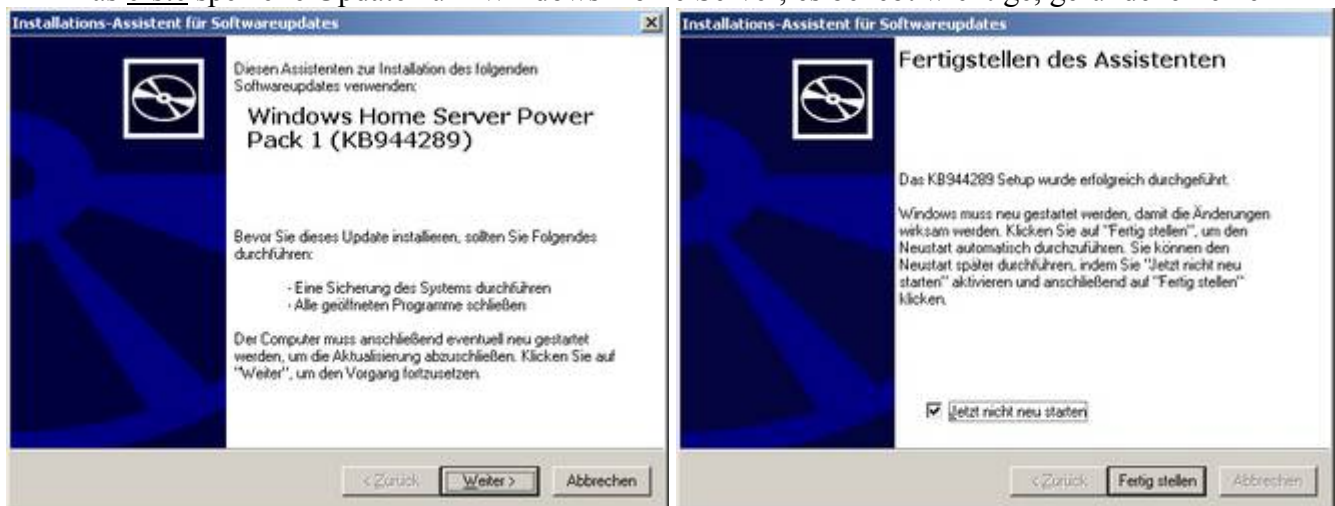 erste
Windows Home Server, es
Installations-Assistent für Softwareupdates
Diesen Assistenten zur Installation des folgenden
Softwareupdates verwenden:
Windows Home Server Power
Pack 1 (KB944289)
Bevor Sie dieses Update installieren, sollten Sie Folgendes
durchführen:
- Eine Sicherung des Systems durchführen
- Alle geöffneten Programme schließen
Der Computer muss anschließend eventuell neu gestartet
werden, um die Aktualisierung abzuschließen. Klicken Sie auf
"Weiter", um den Vorgang fortzusetzen.
< Zurück Weiter > Abbrechen
Installations-Assistent für Softwareupdates
Fertigstellen des Assistenten
Das KB944289 Setup wurde erfolgreich durchgeführt.
Windows muss neu gestartet werden, damit die Änderungen
wirksam werden. Klicken Sie auf "Fertig stellen", um den
Neustart automatisch durchzuführen. Sie können den
Neustart später durchführen, indem Sie "Jetzt nicht neu
starten" aktivieren und anschließend auf "Fertig stellen"
klicken.
Jetzt nicht neu starten
< Zurück Fertig stellen Abbrechen